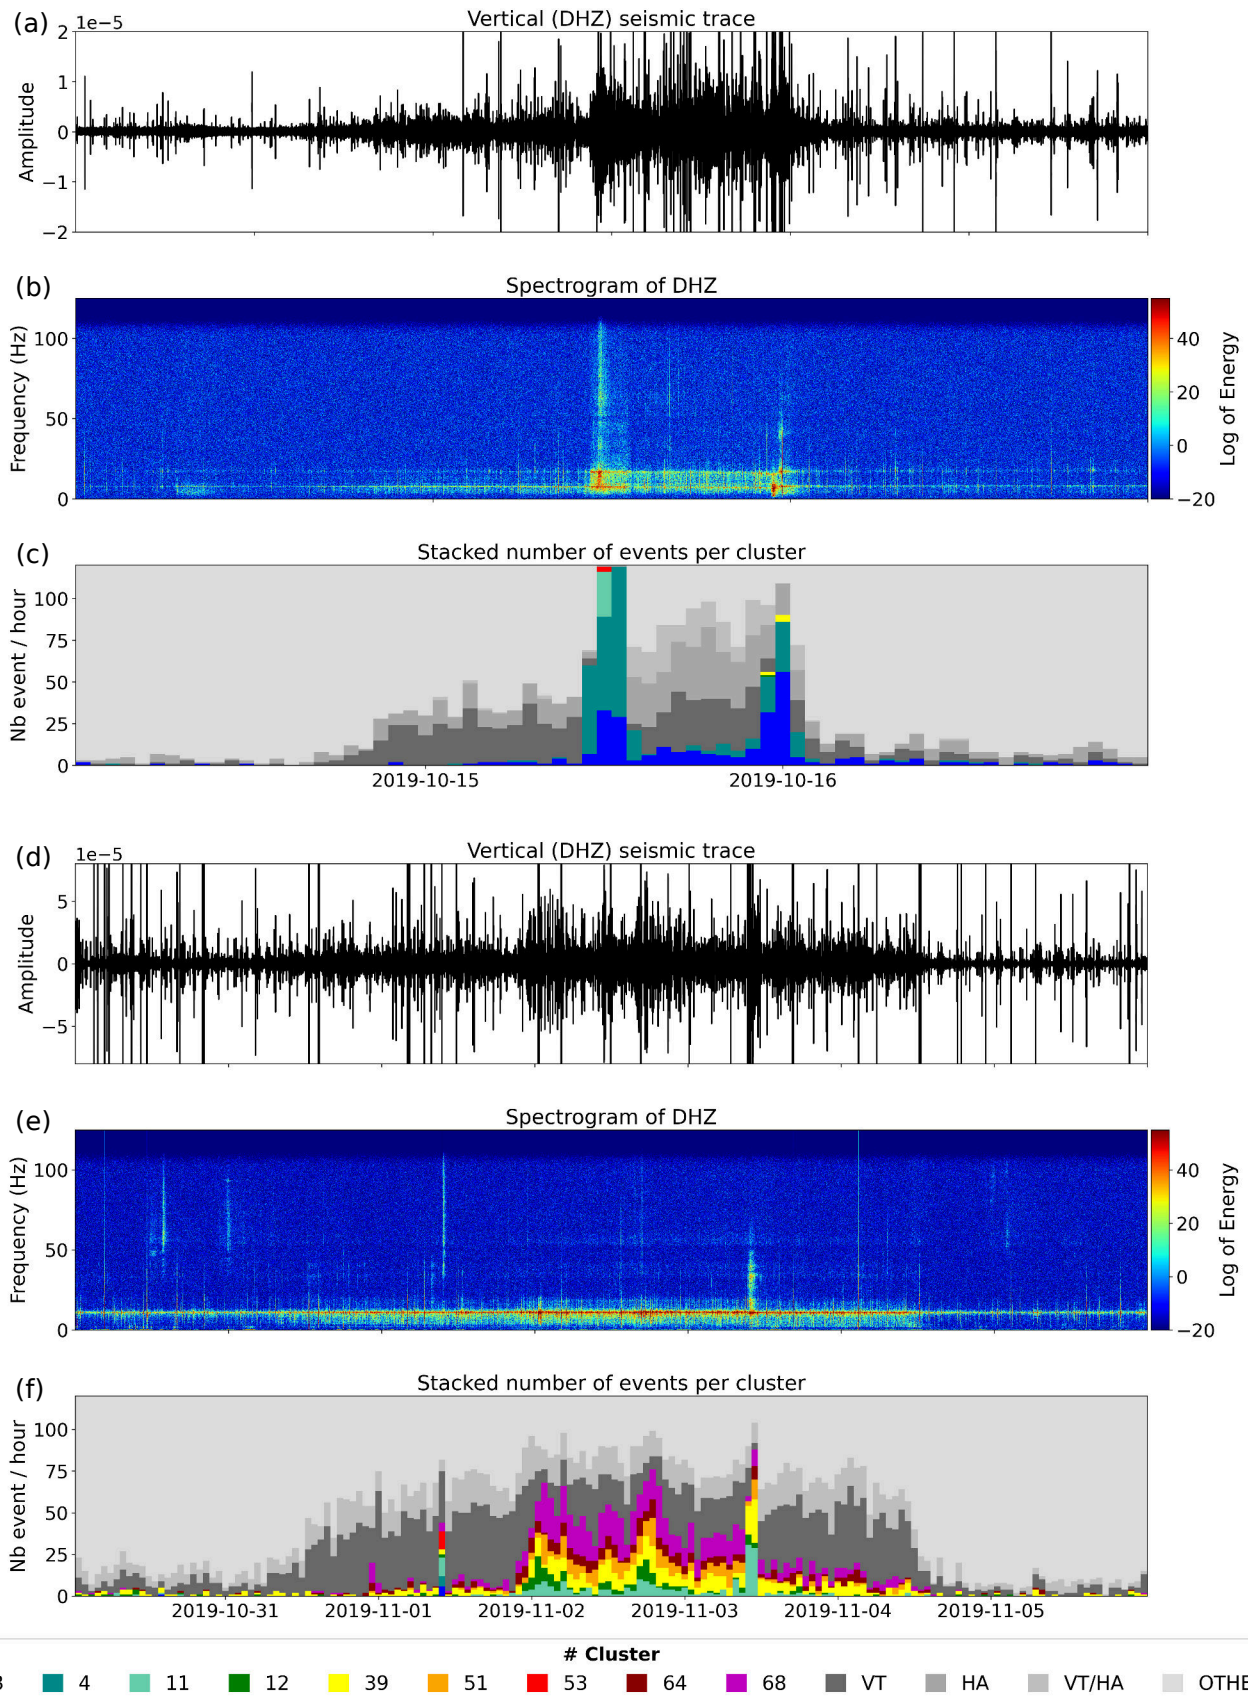 (a)
Vertical (DHZ) seismic trace
1e−5
2
1
0
−1
−2
Amplitude
(b)
Spectrogram of DHZ
100
50
0
Frequency (Hz)
40
20
0
−20
Log of Energy
(c)
Stacked number of events per cluster
100
75
50
25
0
Nb event / hour
2019-10-15
2019-10-16
(d)
Vertical (DHZ) seismic trace
1e−5
5
0
−5
Amplitude
(e)
Spectrogram of DHZ
100
50
0
Frequency (Hz)
40
20
0
−20
Log of Energy
(f)
Stacked number of events per cluster
100
75
50
25
0
Nb event / hour
2019-10-31
2019-11-01
2019-11-02
2019-11-03
2019-11-04
2019-11-05
# Cluster
4 11 12 39 51 53 64 68 VT HA VT/HA OTHE